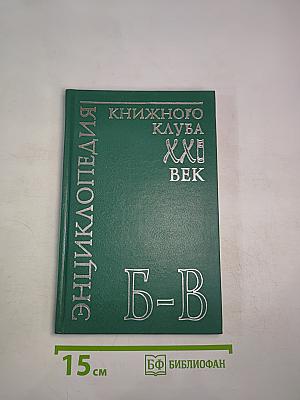 ЭНЦИКЛОПЕДИЯ
КНИЖНОГО
КЛУБА
XXI
ВЕК
Б-В
15 см
БФ БИБЛИОФАН